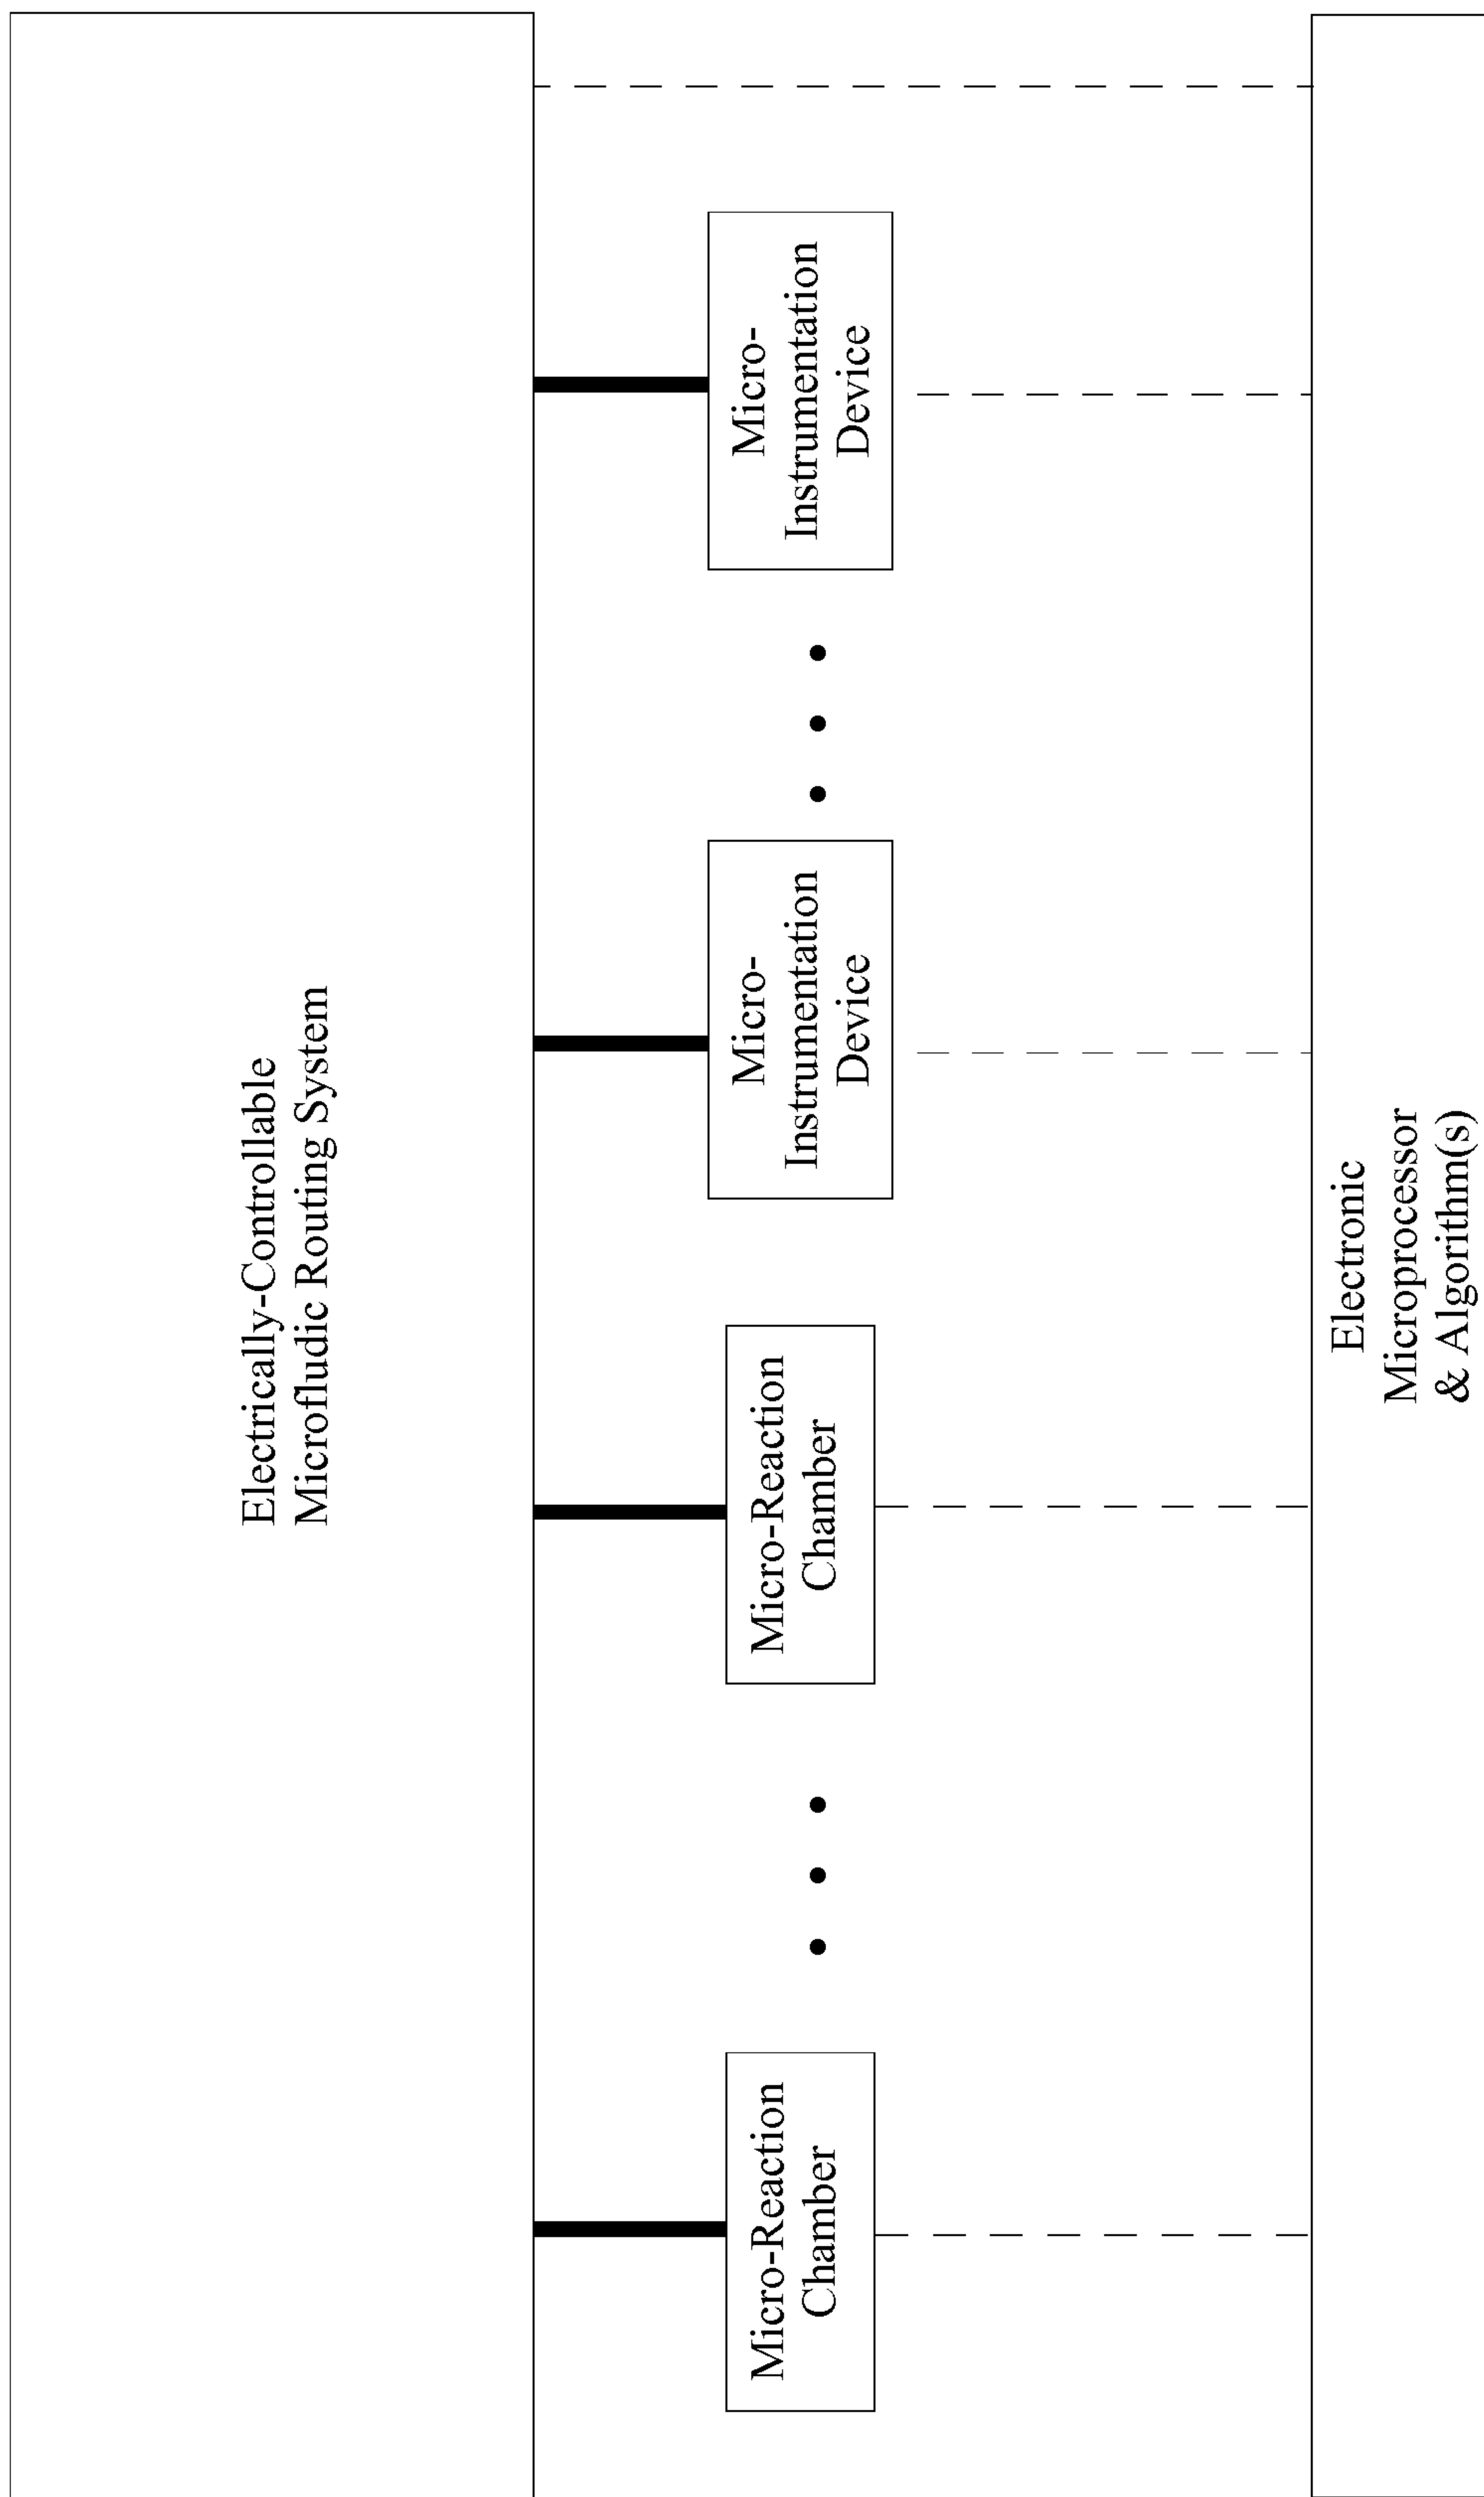 Electrically-Controllable
Microfludic Routing System
Micro-Reaction
Chamber
Micro-Reaction
Chamber
Micro-
Instrumentation
Device
Micro-
Instrumentation
Device
Electronic
Microprocessor
& Algorithm(s)